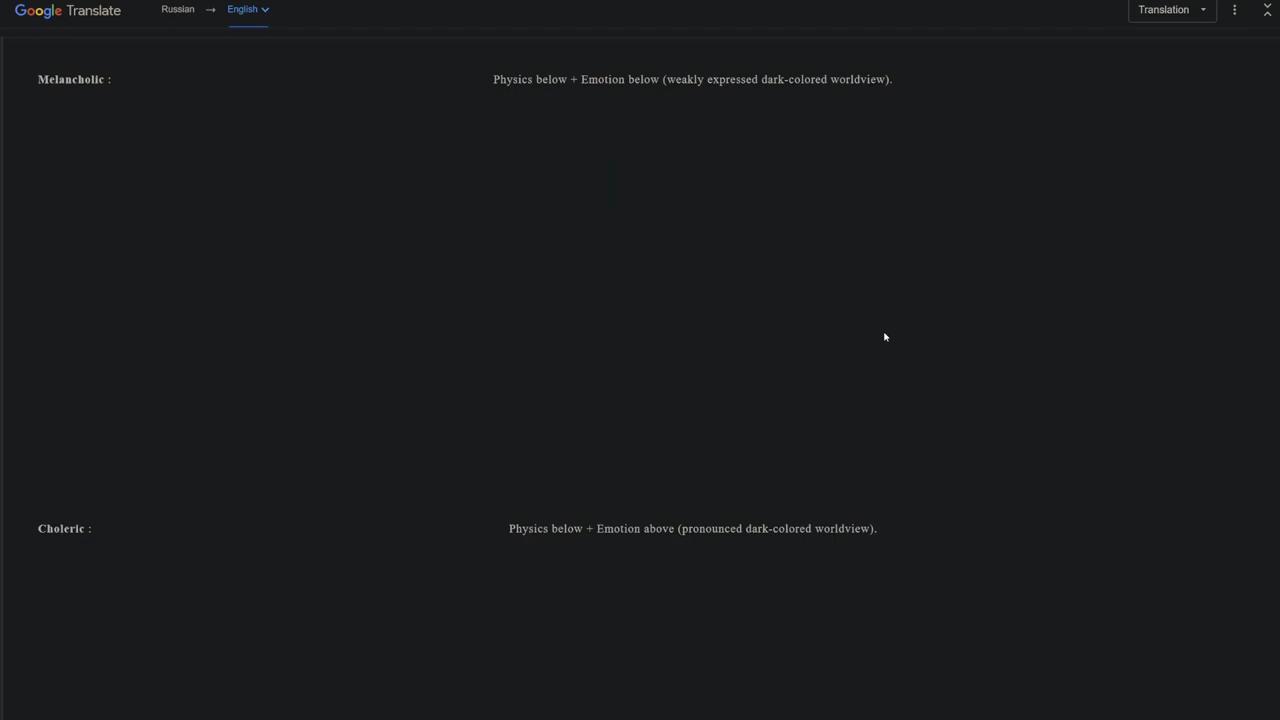 Google Translate Russian → English Translation
Melancholic : Physics below + Emotion below (weakly expressed dark-colored worldview).
Choleric : Physics below + Emotion above (pronounced dark-colored worldview).